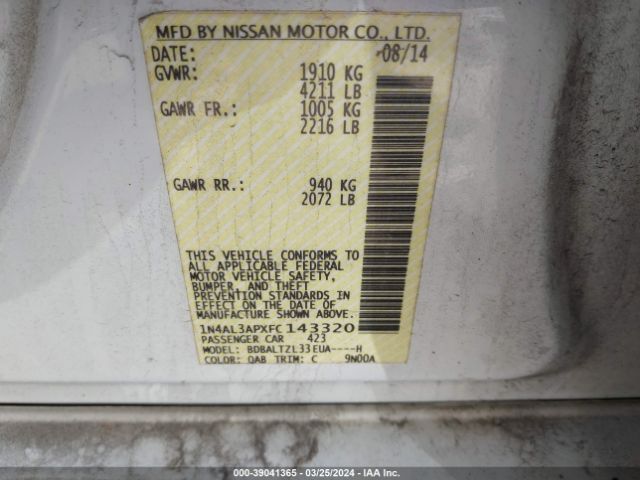 MFD BY NISSAN MOTOR CO., LTD.
DATE: 08/14
GVWR: 1910 KG
4211 LB
GAWR FR.: 1005 KG
2216 LB
GAWR RR.: 940 KG
2072 LB
THIS VEHICLE CONFORMS TO
ALL APPLICABLE FEDERAL
MOTOR VEHICLE SAFETY,
BUMPER, AND THEFT
PREVENTION STANDARDS IN
EFFECT ON THE DATE OF
MANUFACTURE SHOWN ABOVE.
1N4AL3APXFC 143320
PASSENGER CAR 423
MODEL: BDBALTZL33EUA----H
COLOR: QAB TRIM: C 9N00A
000-39041365 - 03/25/2024 - IAA Inc.